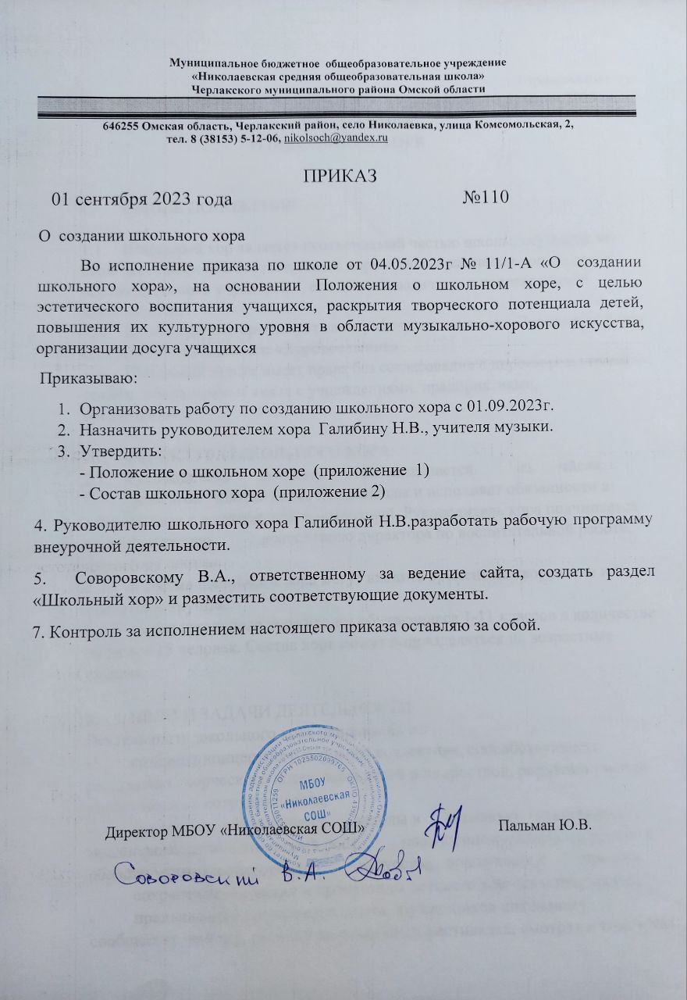 Муниципальное бюджетное общеобразовательное учреждение
«Николаевская средняя общеобразовательная школа»
Черлакского муниципального района Омской области
646255 Омская область, Черлакский район, село Николаевка, улица Комсомольская, 2,
тел. 8 (38153) 5-12-06, nikolsoch@yandex.ru
ПРИКАЗ
01 сентября 2023 года №110
О создании школьного хора
Во исполнение приказа по школе от 04.05.2023г № 11/1-А «О создании
школьного хора», на основании Положения о школьном хоре, с целью
эстетического воспитания учащихся, раскрытия творческого потенциала детей,
повышения их культурного уровня в области музыкально-хорового искусства,
организации досуга учащихся
Приказываю:
1. Организовать работу по созданию школьного хора с 01.09.2023г.
2. Назначить руководителем хора Галибину Н.В., учителя музыки.
3. Утвердить:
- Положение о школьном хоре (приложение 1)
- Состав школьного хора (приложение 2)
4. Руководителю школьного хора Галибиной Н.В.разработать рабочую программу
внеурочной деятельности.
5. Соворовскому В.А., ответственному за ведение сайта, создать раздел
«Школьный хор» и разместить соответствующие документы.
7. Контроль за исполнением настоящего приказа оставляю за собой.
МБОУ
«Николаевская
СОШ»
Директор МБОУ «Николаевская СОШ» Пальман Ю.В.
Соворовский В.А.